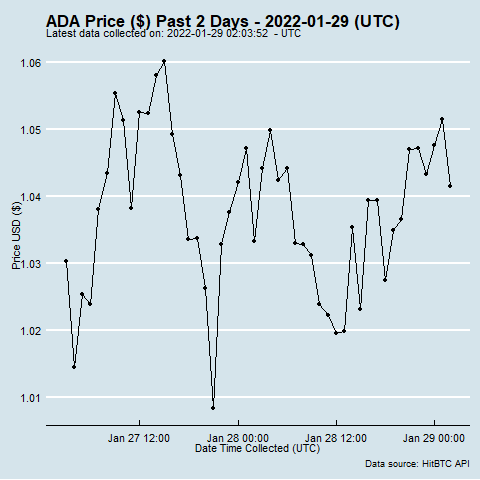 ADA Price ($) Past 2 Days - 2022-01-29 (UTC)
Latest data collected on: 2022-01-29 02:03:52 - UTC
1.06
1.05
1.04
1.03
1.02
1.01
Price USD ($)
Jan 27 12:00 Jan 28 00:00 Jan 28 12:00 Jan 29 00:00
Date Time Collected (UTC)
Data source: HitBTC API